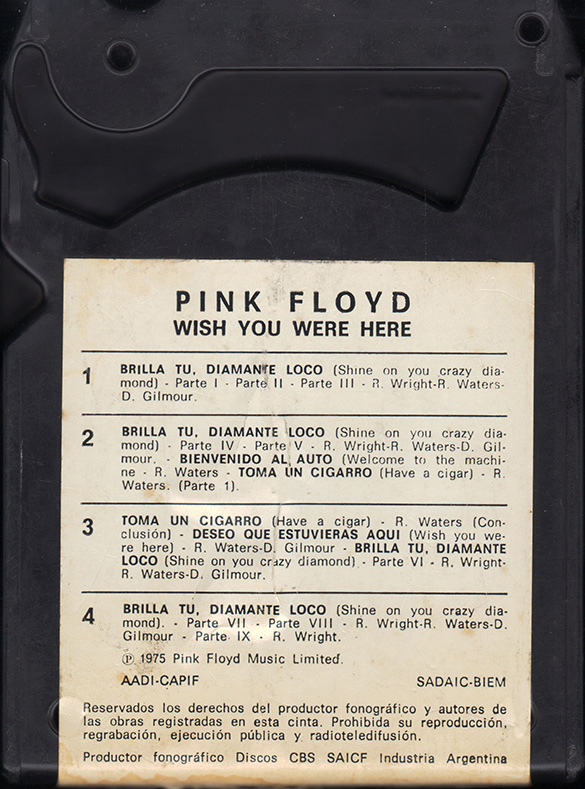 PINK FLOYD
WISH YOU WERE HERE
1 BRILLA TU, DIAMANTE LOCO (Shine on you crazy dia-
mond) - Parte I - Parte II - Parte III - R. Wright-R. Waters-
D. Gilmour.
2 BRILLA TU, DIAMANTE LOCO (Shine on you crazy dia-
mond) - Parte IV - Parte V - R. Wright-R. Waters-D. Gil-
mour. - BIENVENIDO AL AUTO (Welcome to the machi-
ne - R. Waters - TOMA UN CIGARRO (Have a cigar) - R.
Waters. (Parte 1).
3 TOMA UN CIGARRO (Have a cigar) - R. Waters (Con-
clusión) - DESEO QUE ESTUVIERAS AQUI (Wish you we-
re here) - R. Waters-D. Gilmour - BRILLA TU, DIAMANTE
LOCO (Shine on you crazy diamond) - Parte VI - R. Wright-
R. Waters-D. Gilmour.
4 BRILLA TU, DIAMANTE LOCO (Shine on you crazy dia-
mond). - Parte VII - Parte VIII - R. Wright-R. Waters-D.
Gilmour - Parte IX - R. Wright.
℗ 1975 Pink Floyd Music Limited.
AADI-CAPIF SADAIC-BIEM
Reservados los derechos del productor fonográfico y autores de
las obras registradas en esta cinta. Prohibida su reproducción,
regrabación, ejecución pública y radioteledifusión.
Productor fonográfico Discos CBS SAICF Industria Argentina